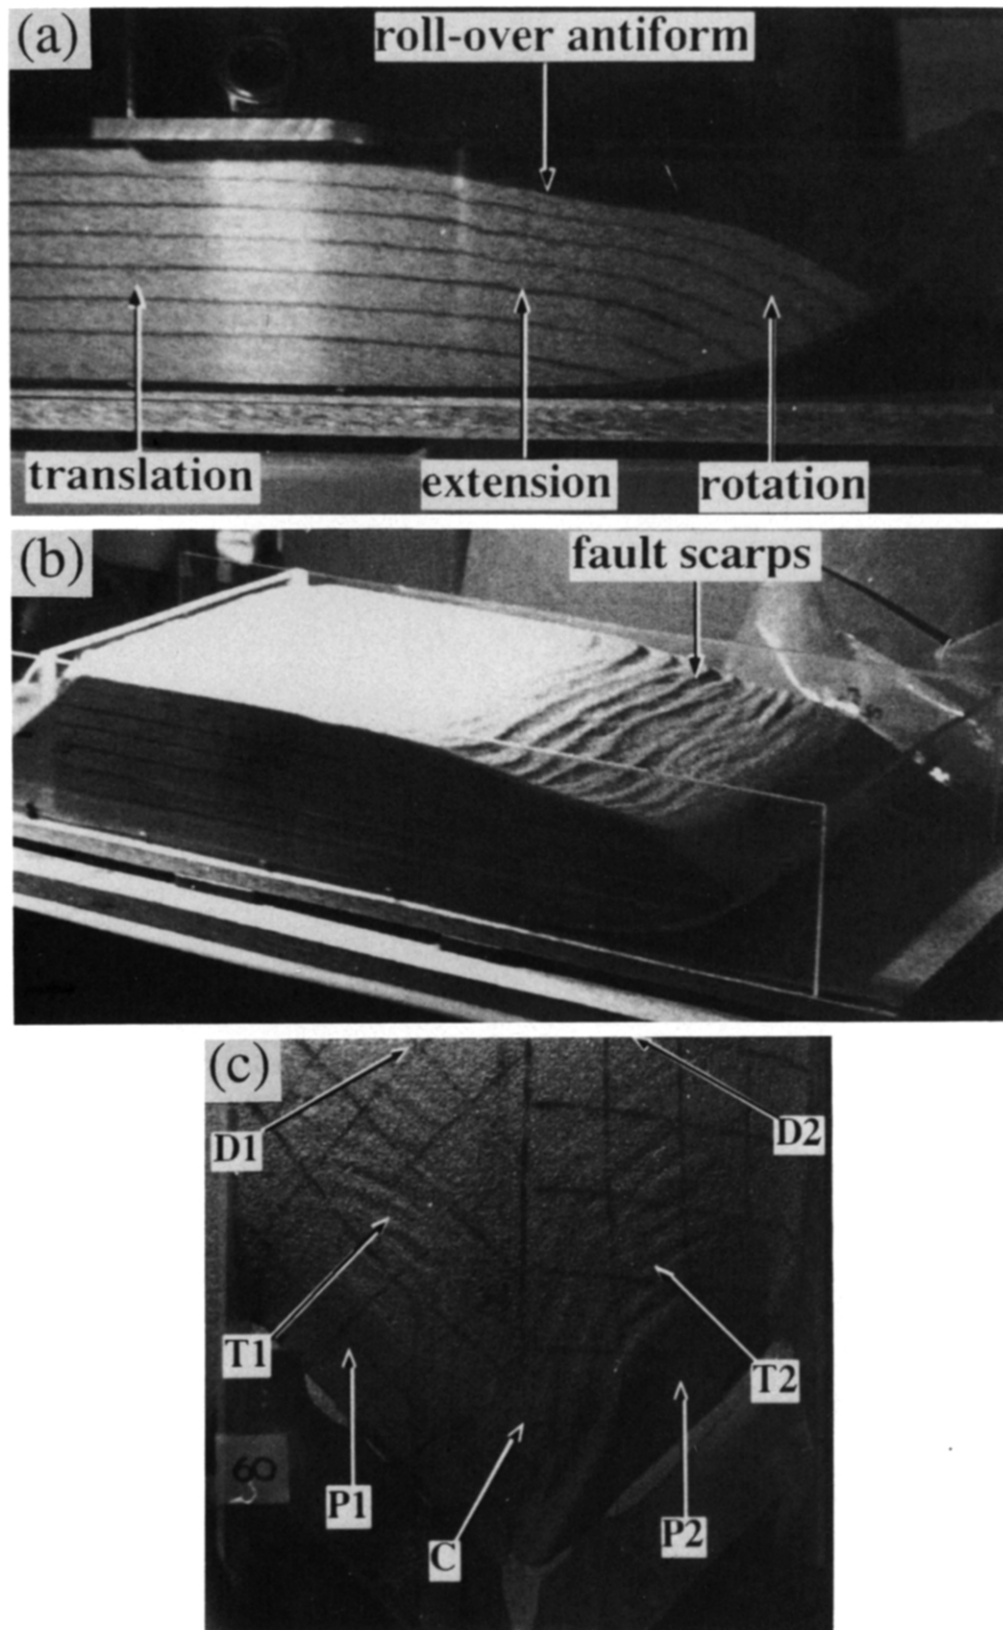 (a)
roll-over antiform
translation
extension
rotation
(b)
fault scarps
(c)
D1
D2
T1
T2
60
P1
C
P2